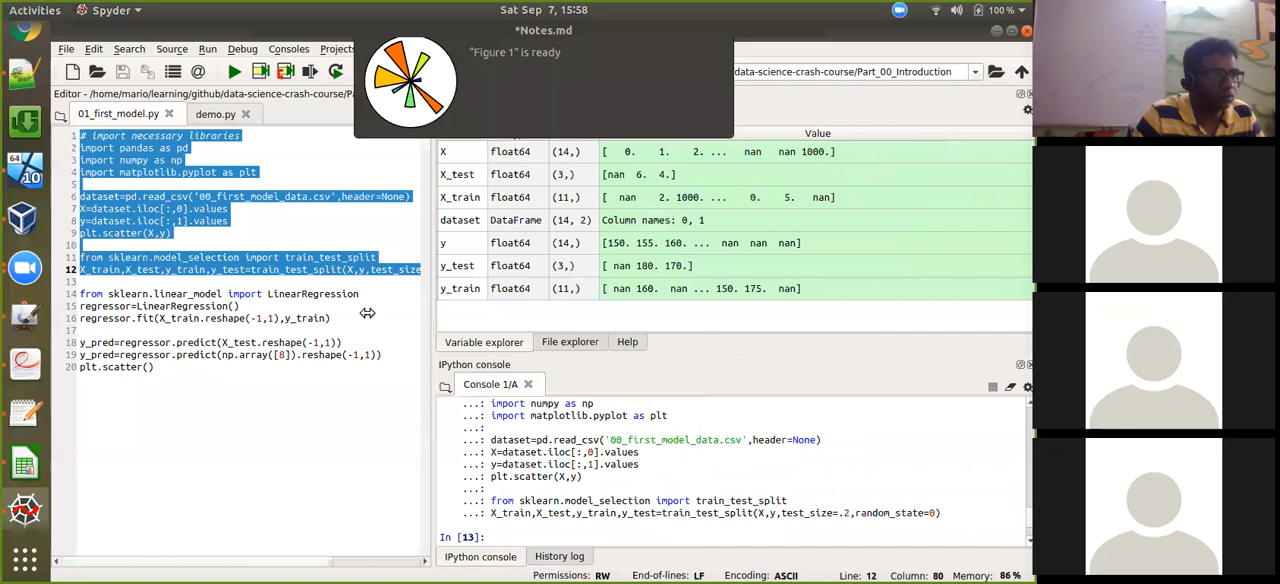 Activities Spyder Sat Sep 7, 15:58 100 %
*Notes.md
"Figure 1" is ready
File Edit Search Source Run Debug Consoles Projects
data-science-crash-course/Part_00_Introduction
Editor - /home/mario/learning/github/data-science-crash-course/Pa
01_first_model.py demo.py
1 # import necessary libraries
2 import pandas as pd
3 import numpy as np
4 import matplotlib.pyplot as plt
5
6 dataset=pd.read_csv('00_first_model_data.csv',header=None)
7 X=dataset.iloc[:,0].values
8 y=dataset.iloc[:,1].values
9 plt.scatter(X,y)
10
11 from sklearn.model_selection import train_test_split
12 X_train,X_test,y_train,y_test=train_test_split(X,y,test_size
13
14 from sklearn.linear_model import LinearRegression
15 regressor=LinearRegression()
16 regressor.fit(X_train.reshape(-1,1),y_train)
17
18 y_pred=regressor.predict(X_test.reshape(-1,1))
19 y_pred=regressor.predict(np.array([8]).reshape(-1,1))
20 plt.scatter()
Value
X float64 (14,) [ 0. 1. 2. ... nan nan 1000.]
X_test float64 (3,) [nan 6. 4.]
X_train float64 (11,) [ nan 2. 1000. ... 0. 5. nan]
dataset DataFrame (14, 2) Column names: 0, 1
y float64 (14,) [150. 155. 160. ... nan nan nan]
y_test float64 (3,) [ nan 180. 170.]
y_train float64 (11,) [ nan 160. nan ... 150. 175. nan]
Variable explorer File explorer Help
IPython console
Console 1/A
...: import numpy as np
...: import matplotlib.pyplot as plt
...:
...: dataset=pd.read_csv('00_first_model_data.csv',header=None)
...: X=dataset.iloc[:,0].values
...: y=dataset.iloc[:,1].values
...: plt.scatter(X,y)
...:
...: from sklearn.model_selection import train_test_split
...: X_train,X_test,y_train,y_test=train_test_split(X,y,test_size=.2,random_state=0)
In [13]:
IPython console History log
Permissions: RW End-of-lines: LF Encoding: ASCII Line: 12 Column: 80 Memory: 86 %
64
10